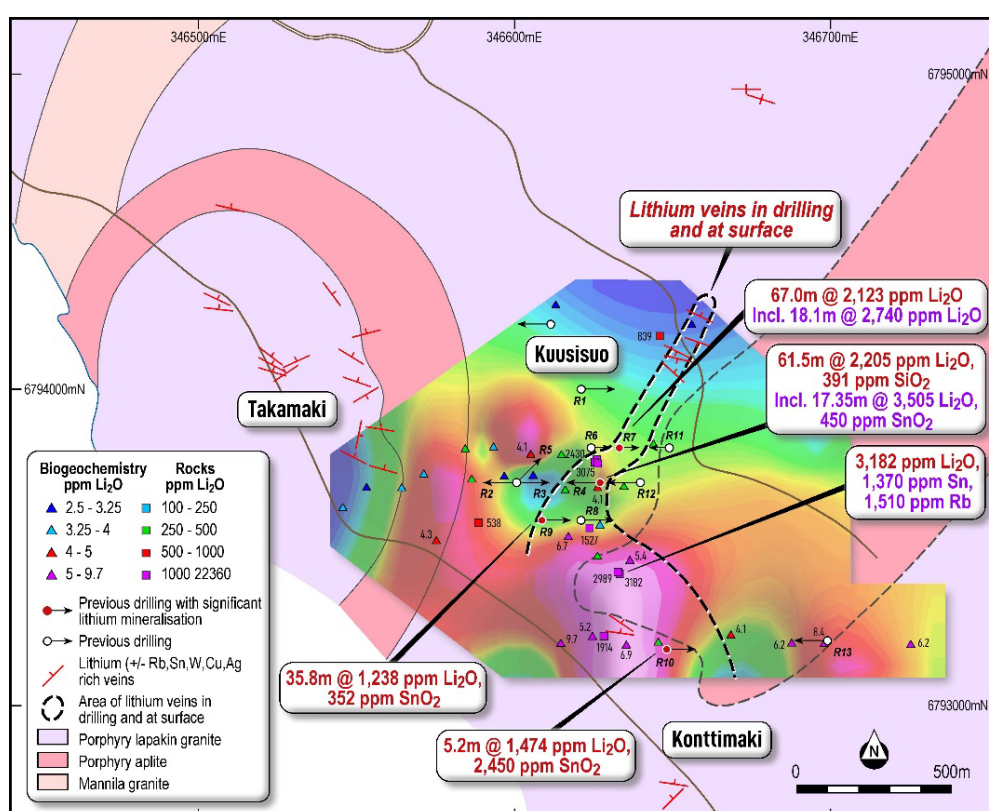 346500mE
346600mE
346700mE
6795000mN
Lithium veins in drilling
and at surface
67.0m @ 2,123 ppm Li2O
Incl. 18.1m @ 2,740 ppm Li2O
839
Kuusisuo
61.5m @ 2,205 ppm Li2O,
391 ppm SiO2
Incl. 17.35m @ 3,505 Li2O,
450 ppm SnO2
6794000mN
R1
Takamaki
R6
R7
R11
4.1
R5
2430
3075
3,182 ppm Li2O,
1,370 ppm Sn,
1,510 ppm Rb
R2
R3
R4
4.1
R12
538
R9
R8
4.3
6.7
1527
5.4
2989
3182
9.7
5.2
1914
6.9
R10
4.1
6.2
8.4
R13
6.2
Biogeochemistry
ppm Li2O
Rocks
ppm Li2O
2.5 - 3.25
100 - 250
3.25 - 4
250 - 500
4 - 5
500 - 1000
5 - 9.7
1000 22360
Previous drilling with significant
lithium mineralisation
Previous drilling
Lithium (+/- Rb,Sn,W,Cu,Ag
rich veins
Area of lithium veins in
drilling and at surface
Porphyry lapakin granite
Porphyry aplite
Mannila granite
35.8m @ 1,238 ppm Li2O,
352 ppm SnO2
6793000mN
5.2m @ 1,474 ppm Li2O,
2,450 ppm SnO2
Konttimaki
N
0
500m